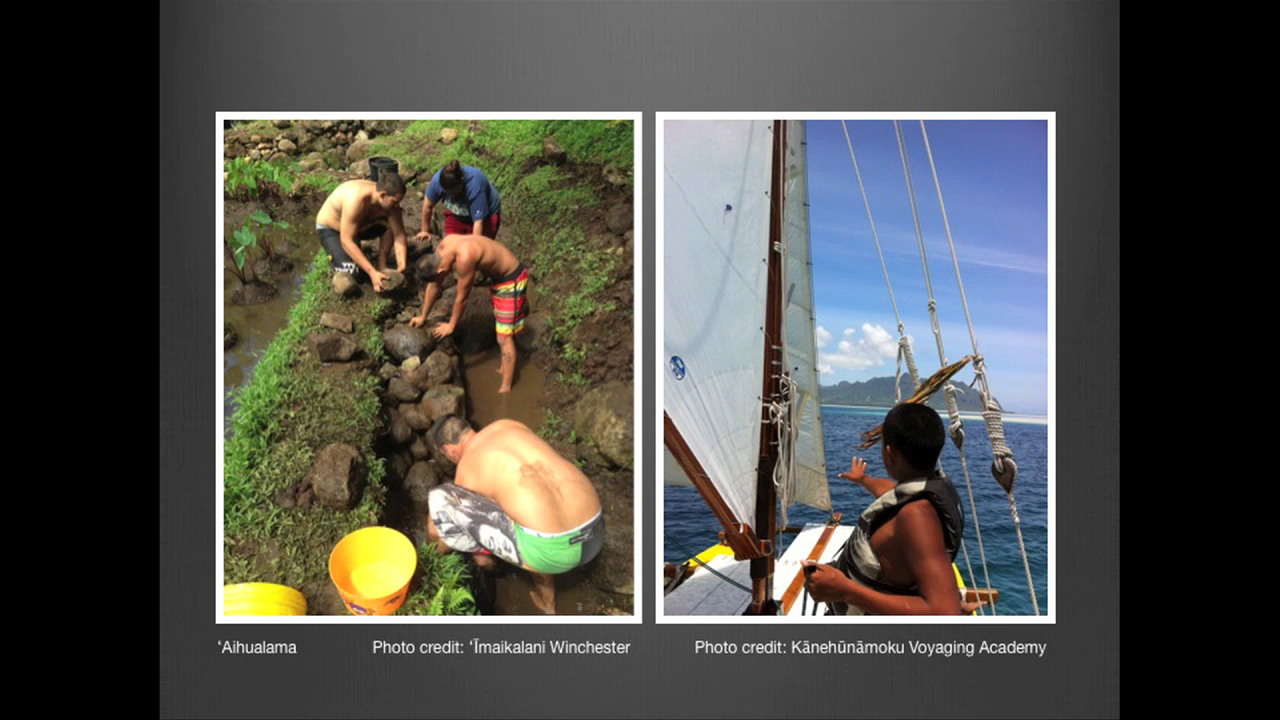 ʻAihualama
Photo credit: ʻĪmaikalani Winchester
Photo credit: Kānehūnāmoku Voyaging Academy